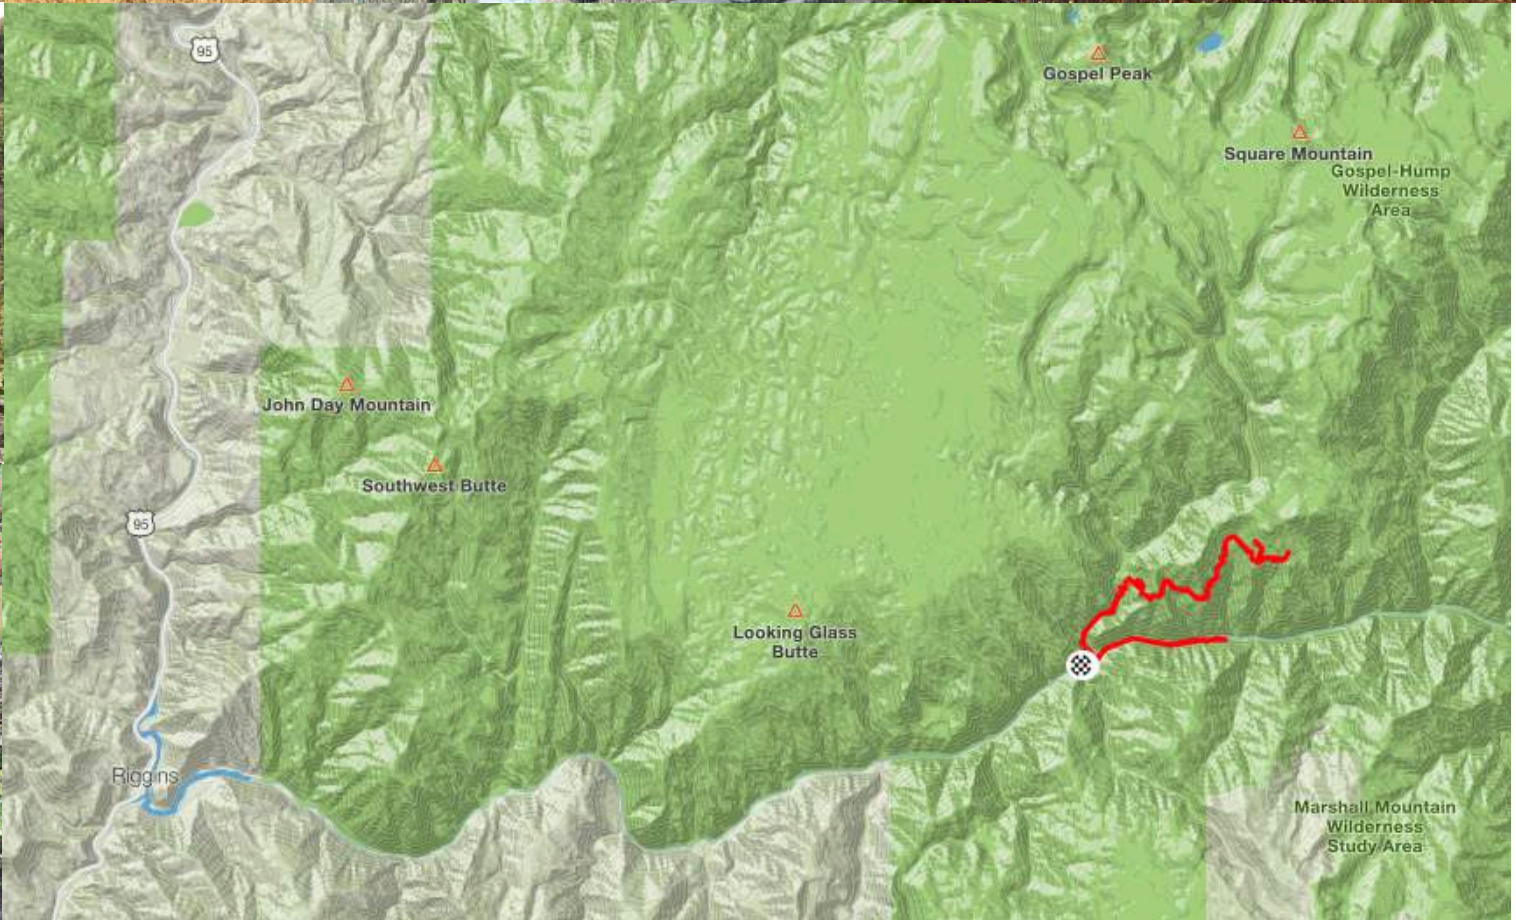 95
Gospel Peak
Square Mountain
Gospel-Hump
Wilderness
Area
John Day Mountain
Southwest Butte
95
Looking Glass
Butte
Riggins
Marshall Mountain
Wilderness
Study Area